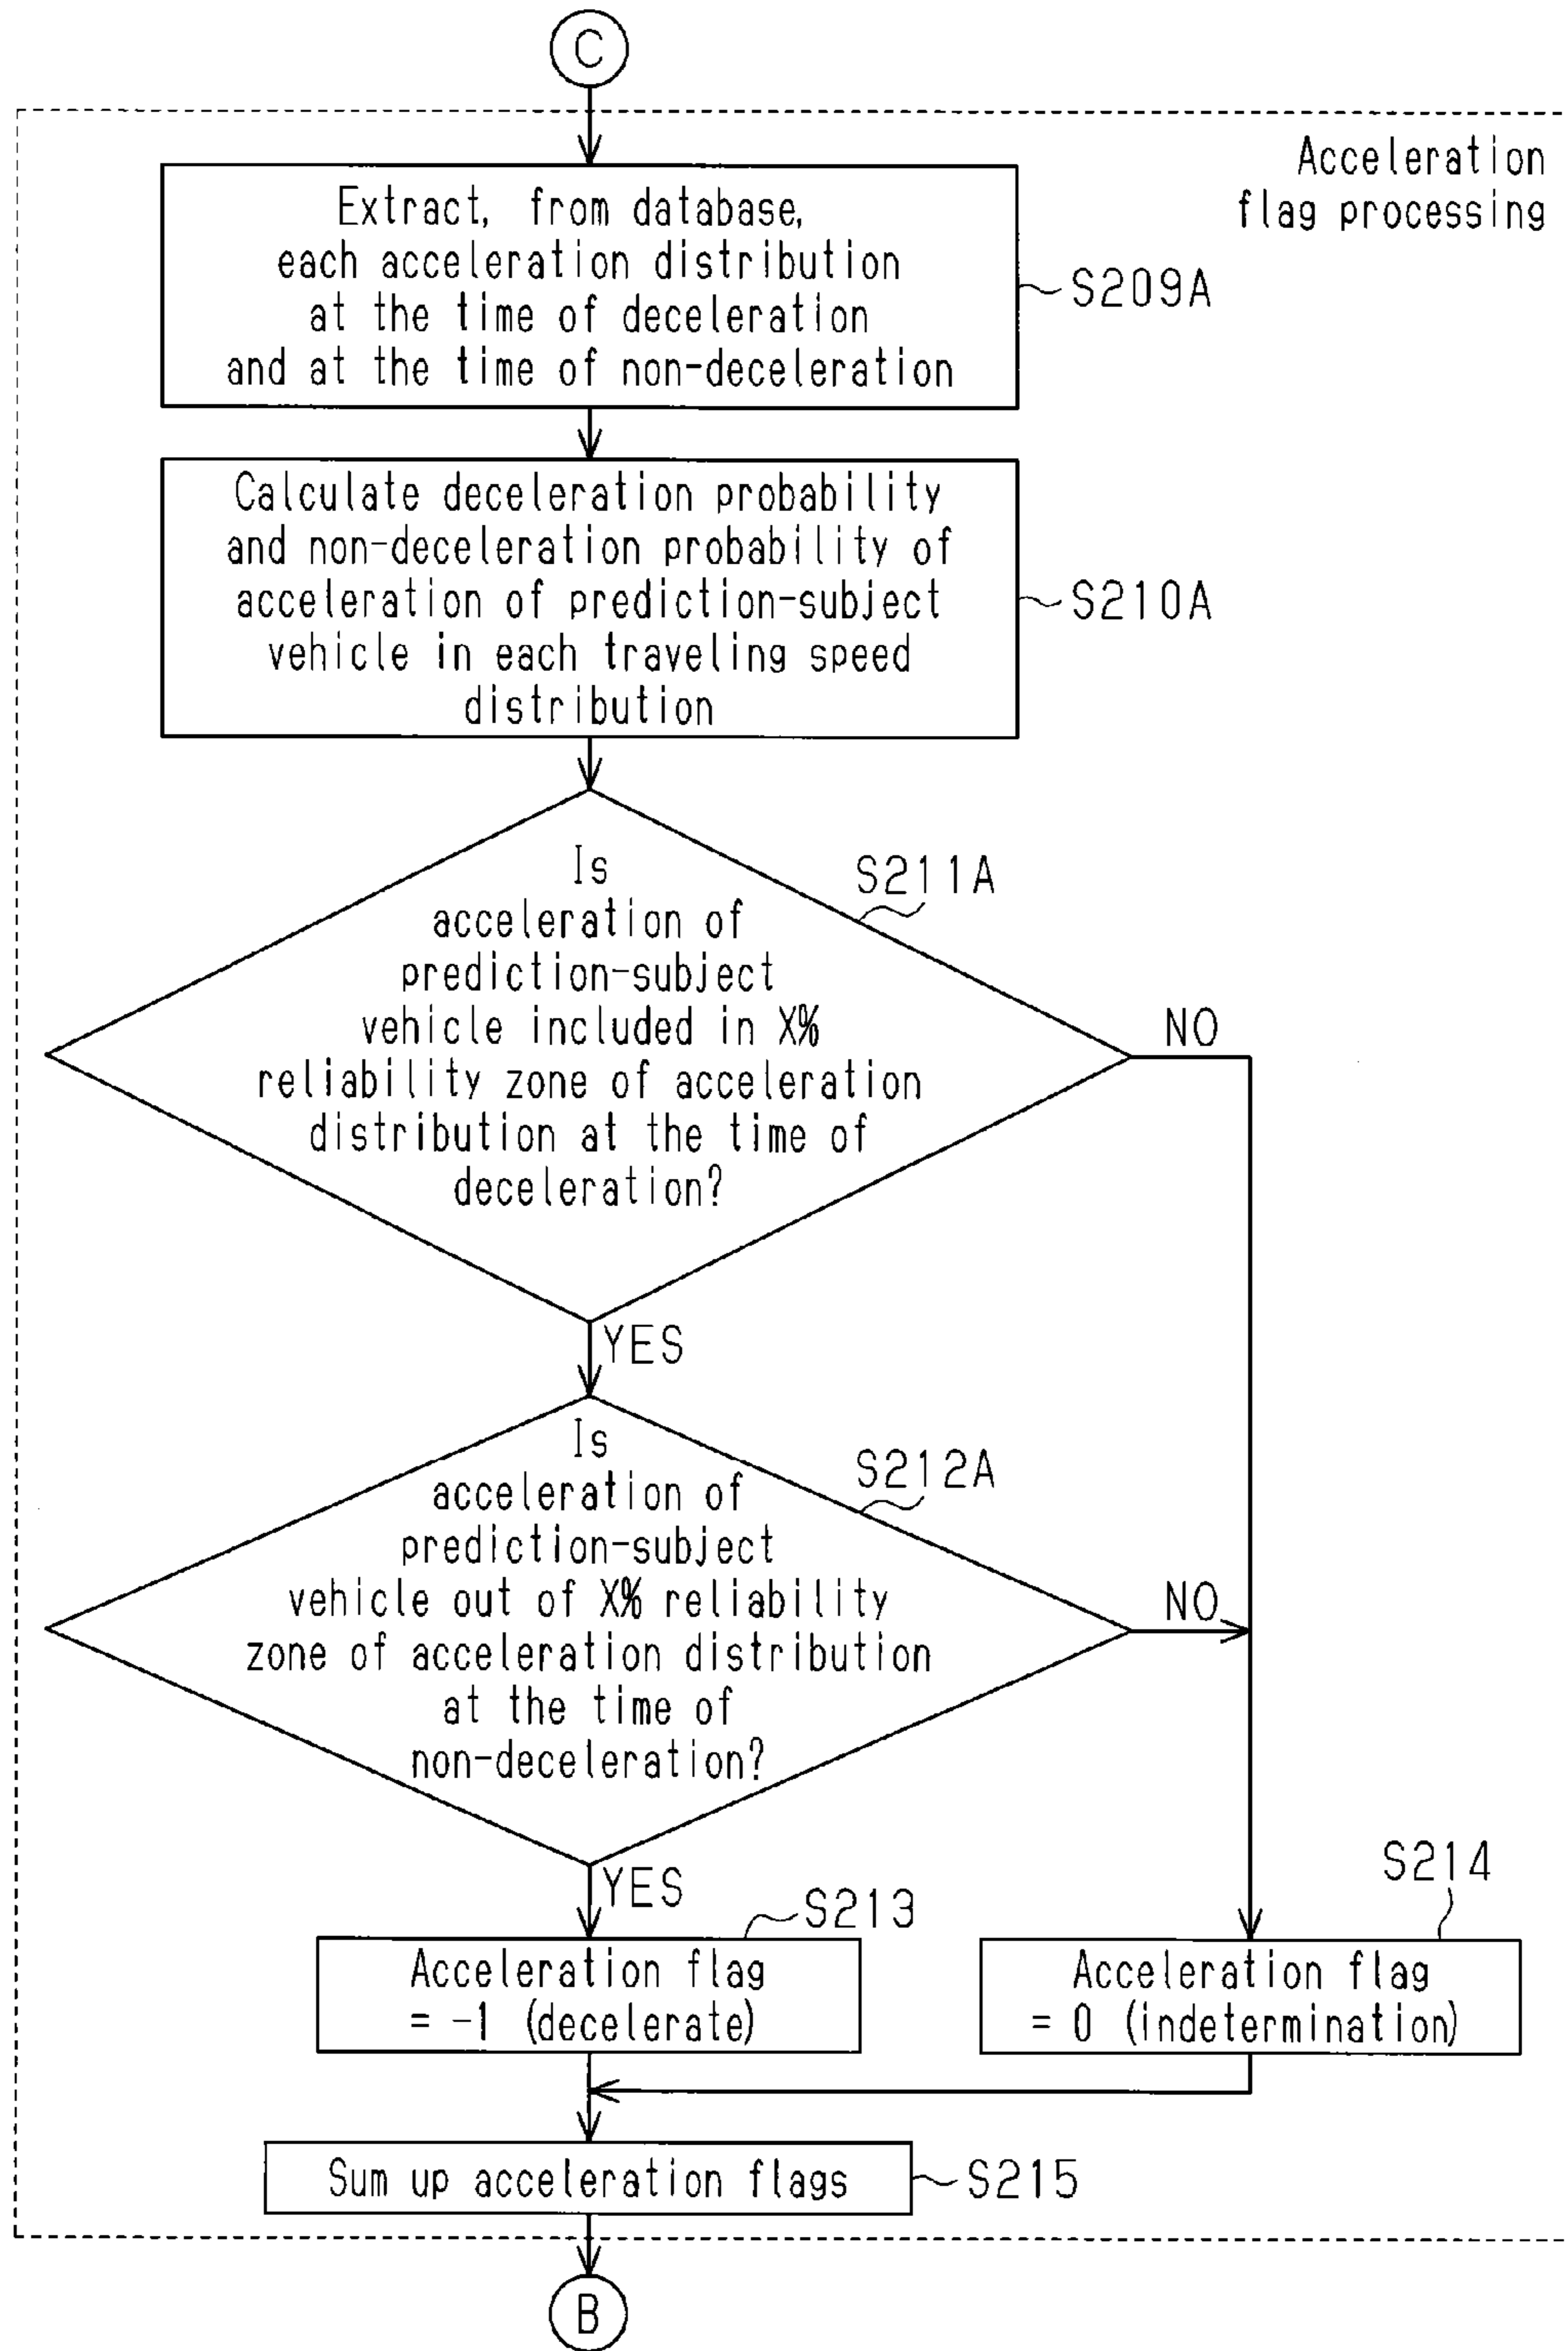 C
Acceleration
flag processing
Extract, from database,
each acceleration distribution
at the time of deceleration
and at the time of non-deceleration
S209A
Calculate deceleration probability
and non-deceleration probability of
acceleration of prediction-subject
vehicle in each traveling speed
distribution
S210A
Is
acceleration of
prediction-subject
vehicle included in X%
reliability zone of acceleration
distribution at the time of
deceleration?
S211A
NO
YES
Is
acceleration of
prediction-subject
vehicle out of X% reliability
zone of acceleration distribution
at the time of
non-deceleration?
S212A
NO
YES
S213
Acceleration flag
= -1 (decelerate)
S214
Acceleration flag
= 0 (indetermination)
Sum up acceleration flags
S215
B